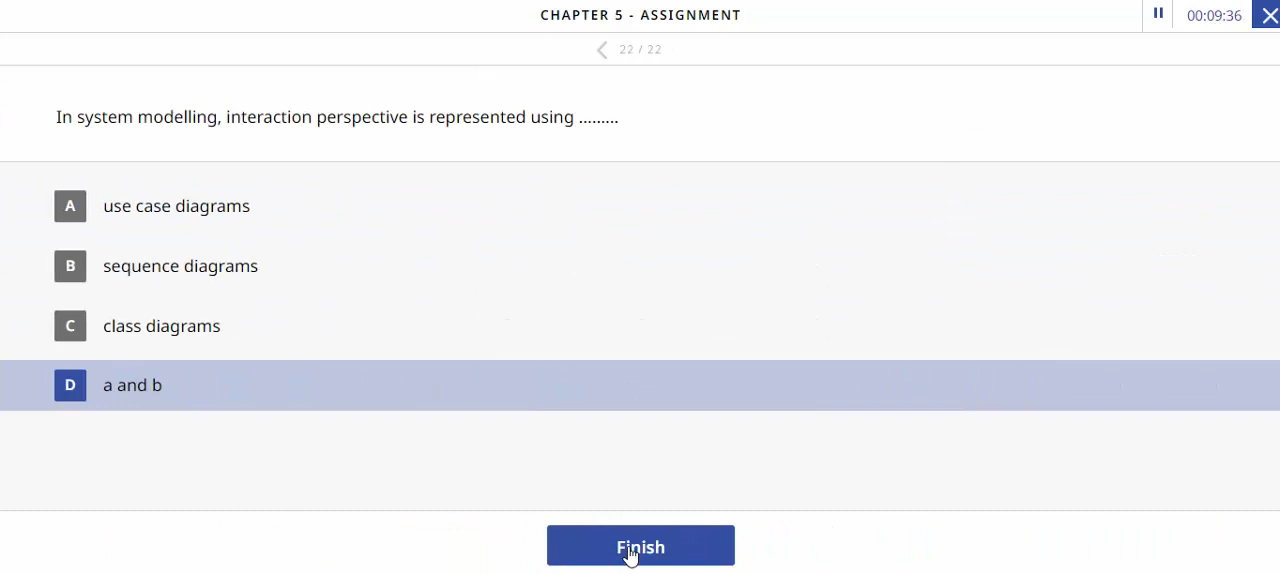 CHAPTER 5 - ASSIGNMENT
00:09:36
22 / 22
In system modelling, interaction perspective is represented using .........
A use case diagrams
B sequence diagrams
C class diagrams
D a and b
Finish